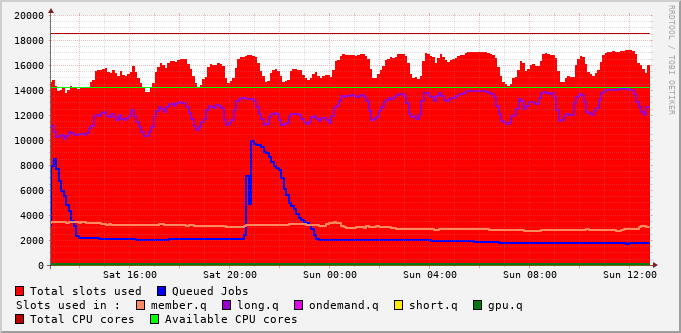 RRDTOOL / TOBI OETIKER
20000
18000
16000
14000
12000
10000
8000
6000
4000
2000
0
Sat 16:00 Sat 20:00 Sun 00:00 Sun 04:00 Sun 08:00 Sun 12:00
Total slots used Queued Jobs
Slots used in : member.q long.q ondemand.q short.q gpu.q
Total CPU cores Available CPU cores